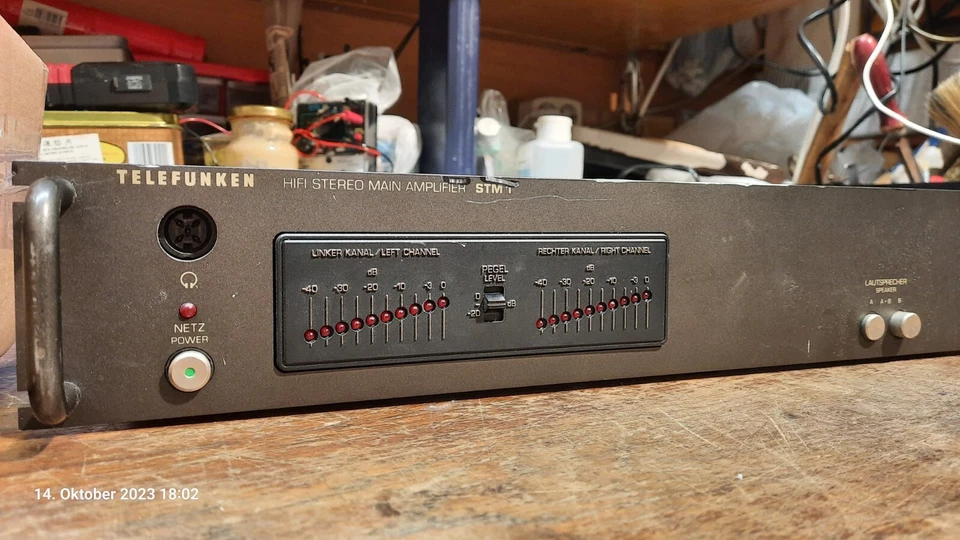 TELEFUNKEN HIFI STEREO MAIN AMPLIFIER STM 1
LINKER KANAL/LEFT CHANNEL
dB
-40 -30 -20 -10 -3 0
PEGEL
LEVEL
0
-20
dB
RECHTER KANAL/RIGHT CHANNEL
dB
-40 -30 -20 -10 -3 0
NETZ
POWER
LAUTSPRECHER
SPEAKER
A A+B B
14. Oktober 2023 18:02